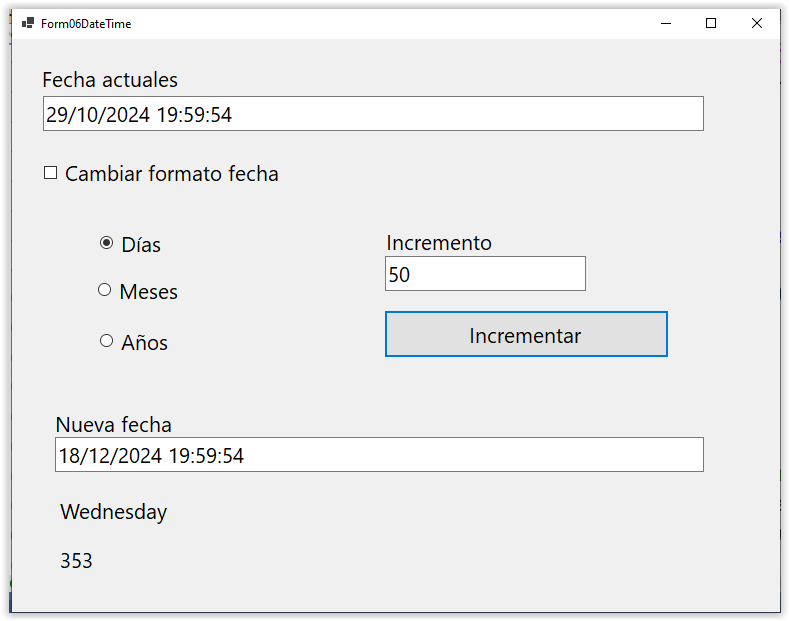 Form06DateTime
Fecha actuales
29/10/2024 19:59:54
Cambiar formato fecha
Días
Incremento
50
Meses
Incrementar
Años
Nueva fecha
18/12/2024 19:59:54
Wednesday
353